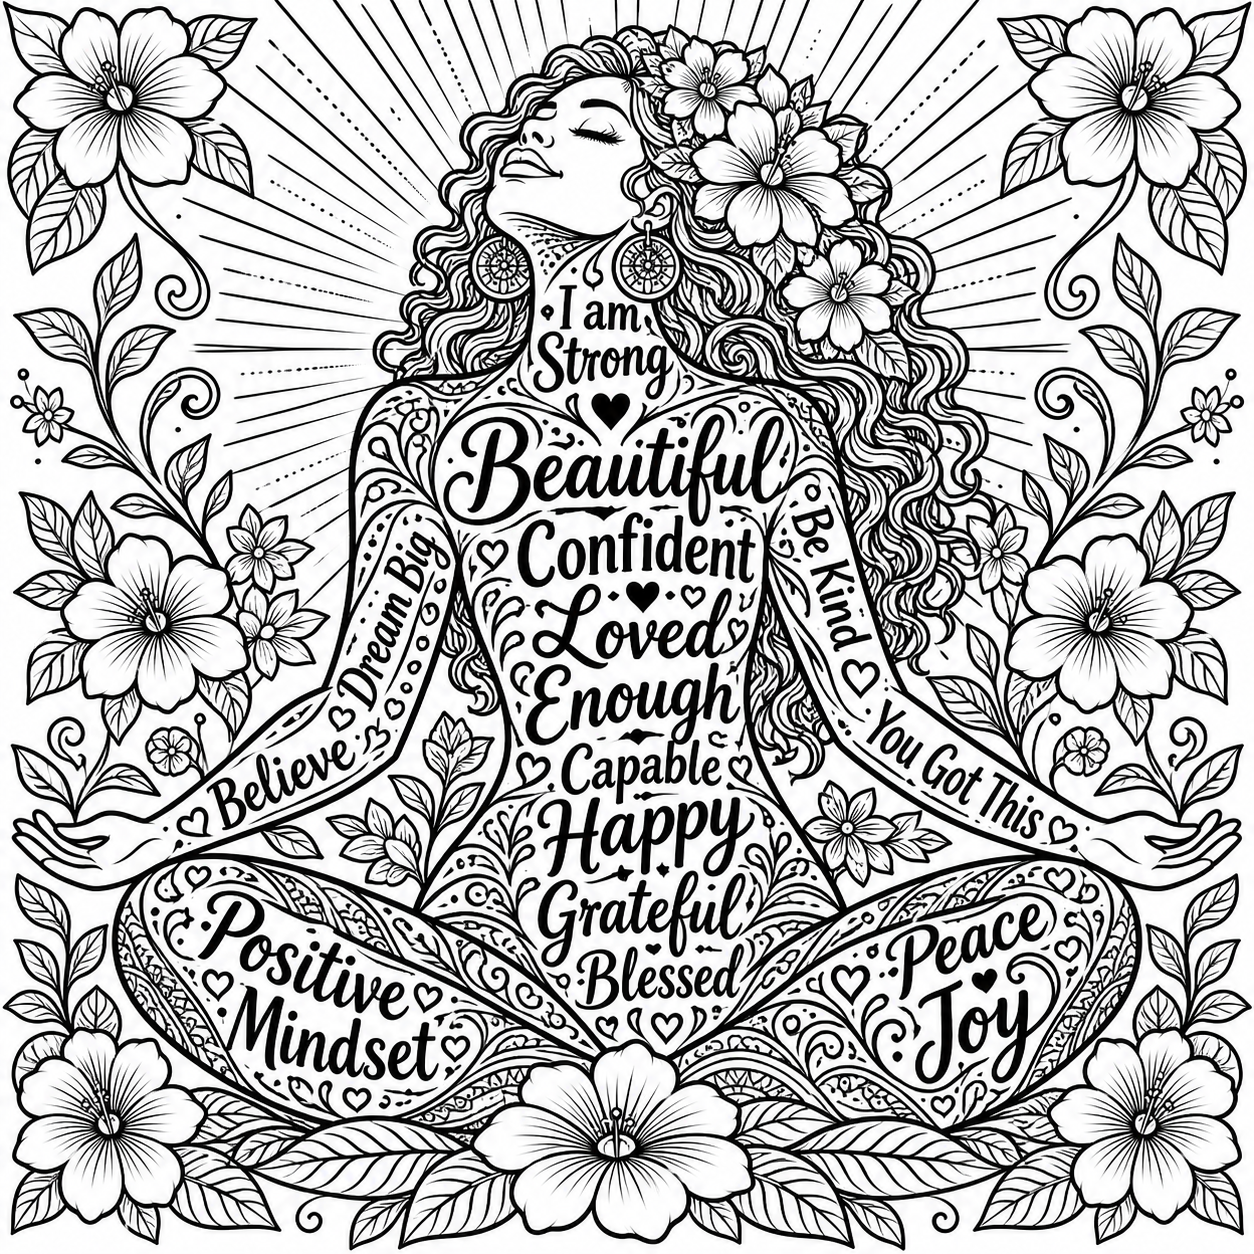 I am
Strong
Beautiful
Confident
Loved
Enough
Capable
Happy
Grateful
Blessed
Dream Big
Believe
Be Kind
You Got This
Positive
Mindset
Peace
Joy